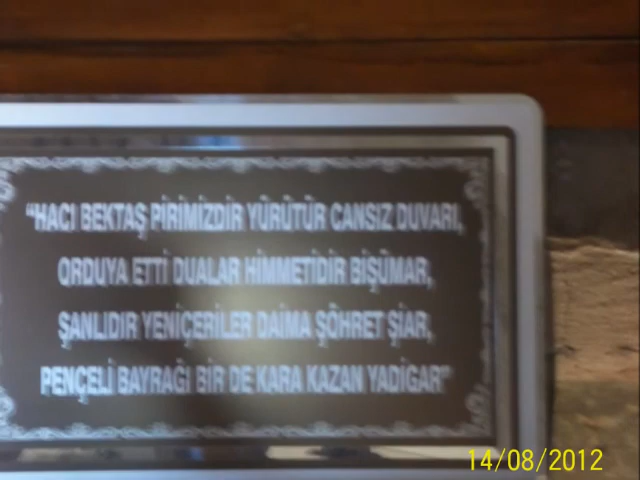 "HACI BEKTAŞ PİRİMİZDİR YÜRÜTÜR CANSIZ DUVARI,
ORDUYA ETTİ DUALAR HİMMETİDİR BİŞÜMAR,
ŞANLIDIR YENİÇERİLER DAİMA ŞÖHRET ŞİAR,
PENÇELİ BAYRAĞI BİR DE KARA KAZAN YADİGAR"
14/08/2012